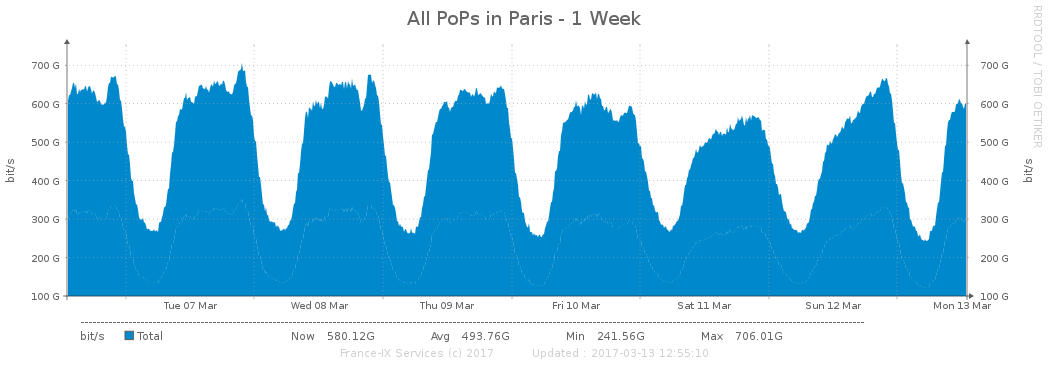 All PoPs in Paris - 1 Week
RRDTOOL / TOBI OETIKER
bit/s
700 G
600 G
500 G
400 G
300 G
200 G
100 G
700 G
600 G
500 G
400 G
300 G
200 G
100 G
bit/s
Tue 07 Mar Wed 08 Mar Thu 09 Mar Fri 10 Mar Sat 11 Mar Sun 12 Mar Mon 13 Mar
bit/s Total Now 580.12G Avg 493.76G Min 241.56G Max 706.01G
France-IX Services (c) 2017 Updated : 2017-03-13 12:55:10